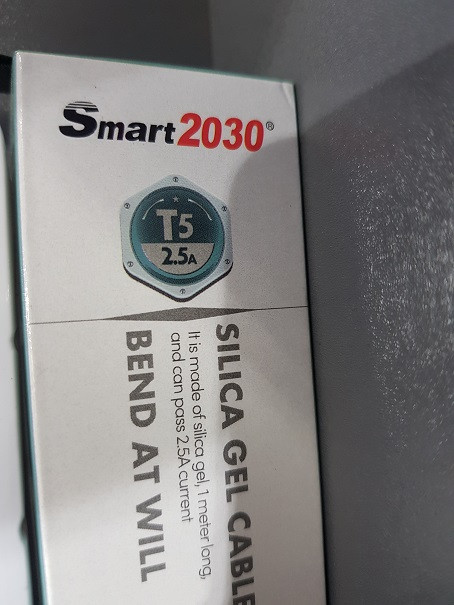 Smart2030®
T5
2.5A
SILICA GEL CABLE
It is made of silica gel, 1 meter long,
and can pass 2.5A current
BEND AT WILL